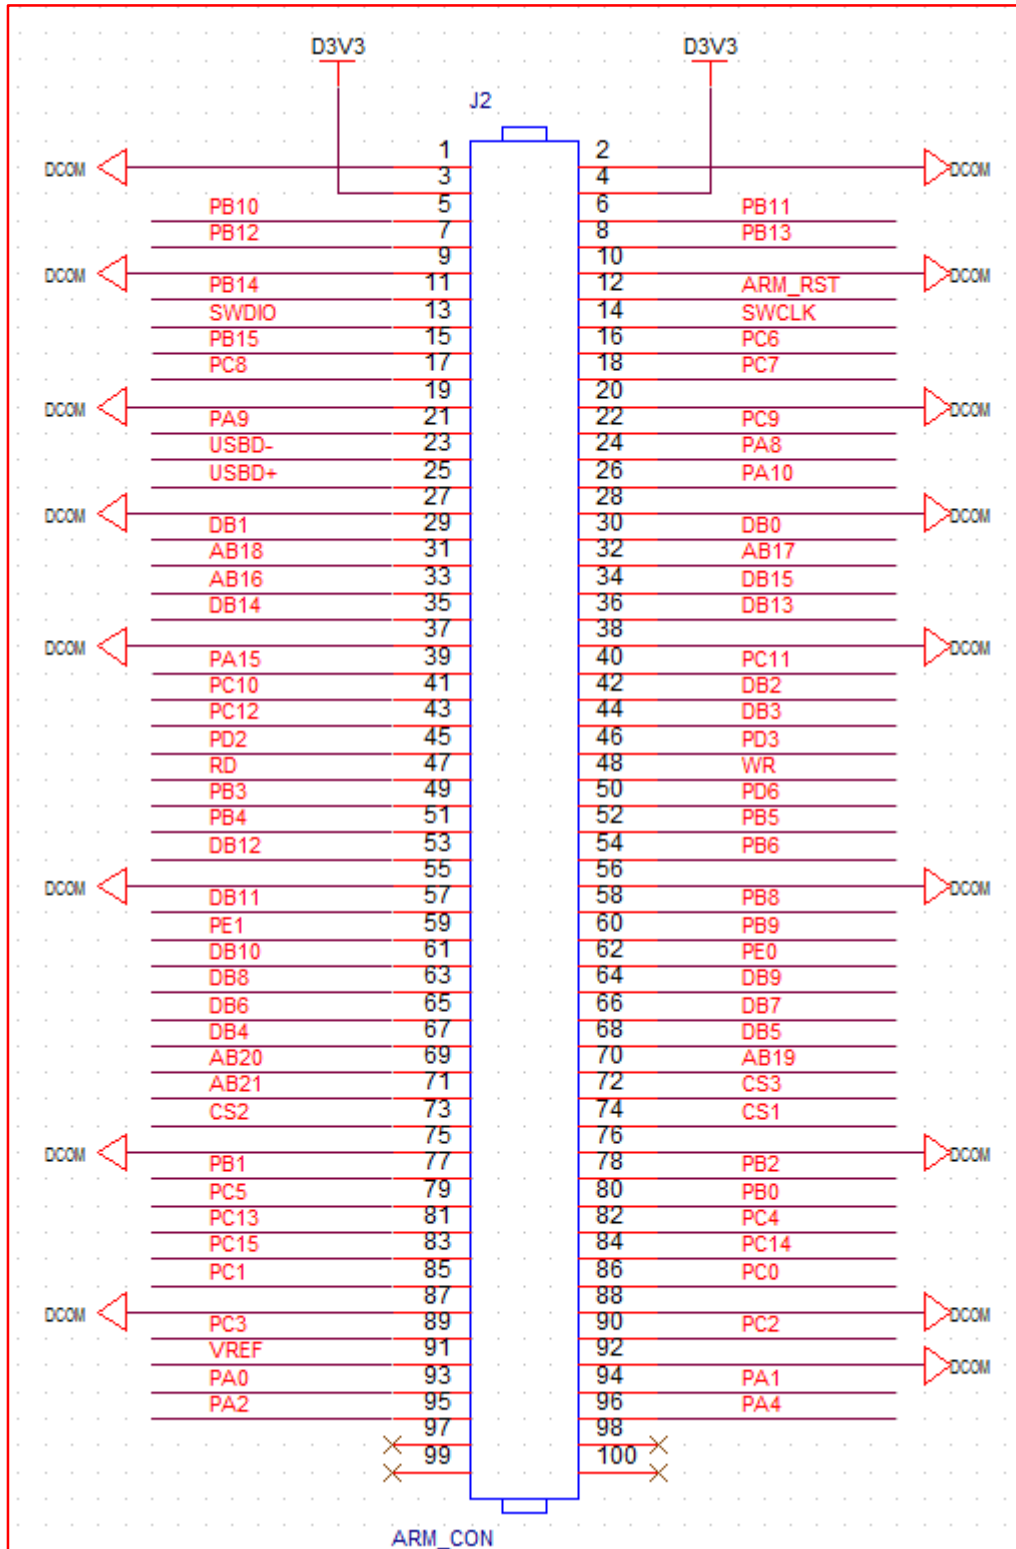 D3V3 D3V3
J2
DCOM 1 2 DCOM
3 4
PB10 5 6 PB11
PB12 7 8 PB13
DCOM 9 10 DCOM
PB14 11 12 ARM_RST
SWDIO 13 14 SWCLK
PB15 15 16 PC6
PC8 17 18 PC7
DCOM 19 20 DCOM
PA9 21 22 PC9
USBD- 23 24 PA8
USBD+ 25 26 PA10
DCOM 27 28 DCOM
DB1 29 30 DB0
AB18 31 32 AB17
AB16 33 34 DB15
DB14 35 36 DB13
DCOM 37 38 DCOM
PA15 39 40 PC11
PC10 41 42 DB2
PC12 43 44 DB3
PD2 45 46 PD3
RD 47 48 WR
PB3 49 50 PD6
PB4 51 52 PB5
DB12 53 54 PB6
DCOM 55 56 DCOM
DB11 57 58 PB8
PE1 59 60 PB9
DB10 61 62 PE0
DB8 63 64 DB9
DB6 65 66 DB7
DB4 67 68 DB5
AB20 69 70 AB19
AB21 71 72 CS3
CS2 73 74 CS1
DCOM 75 76 DCOM
PB1 77 78 PB2
PC5 79 80 PB0
PC13 81 82 PC4
PC15 83 84 PC14
PC1 85 86 PC0
DCOM 87 88 DCOM
PC3 89 90 PC2
VREF 91 92 DCOM
PA0 93 94 PA1
PA2 95 96 PA4
97 98
99 100
ARM_CON